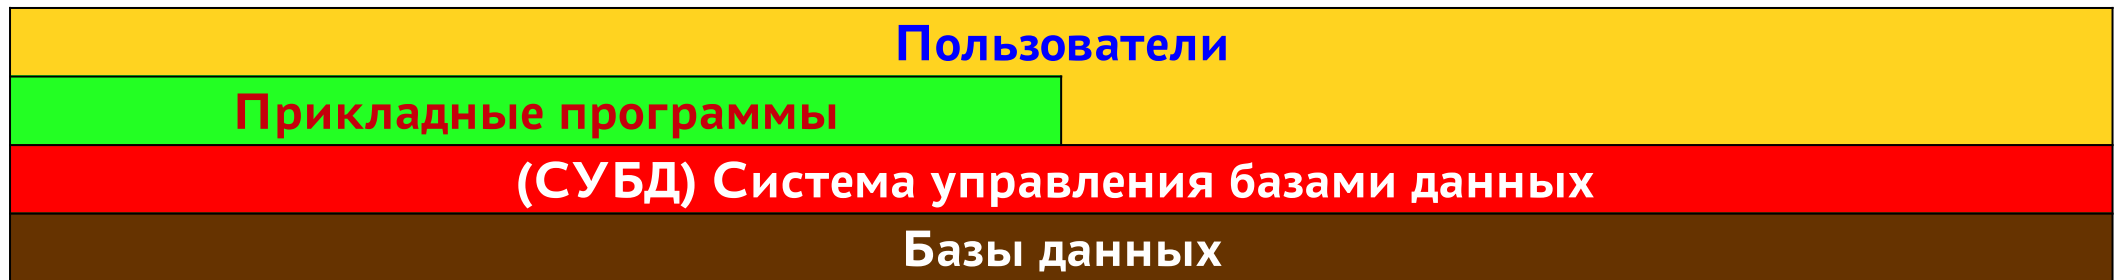 Пользователи
Прикладные программы
(СУБД) Система управления базами данных
Базы данных